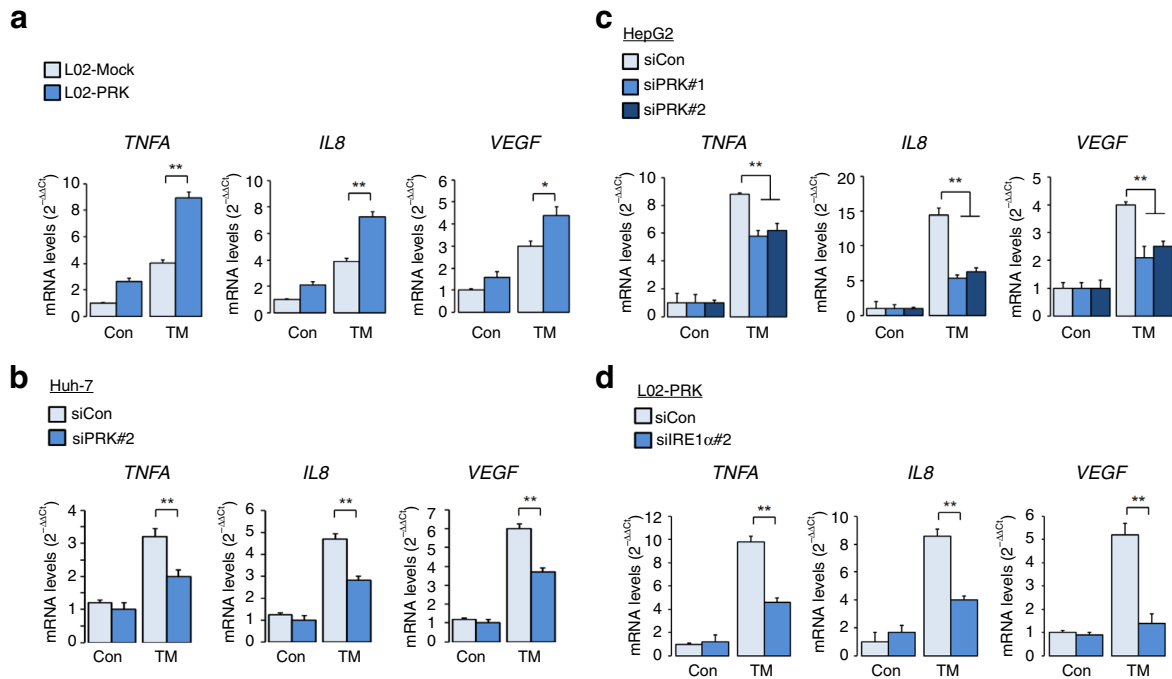 a
L02-Mock
L02-PRK
TNFA
IL8
VEGF
mRNA levels (2⁻ΔΔCt)
10
8
6
4
2
0
**
Con
TM
mRNA levels (2⁻ΔΔCt)
10
8
6
4
2
0
**
Con
TM
mRNA levels (2⁻ΔΔCt)
6
5
4
3
2
1
0
*
Con
TM
b
Huh-7
siCon
siPRK#2
TNFA
IL8
VEGF
mRNA levels (2⁻ΔΔCt)
4
3
2
1
0
**
Con
TM
mRNA levels (2⁻ΔΔCt)
6
5
4
3
2
1
0
**
Con
TM
mRNA levels (2⁻ΔΔCt)
7
6
5
4
3
2
1
0
**
Con
TM
c
HepG2
siCon
siPRK#1
siPRK#2
TNFA
IL8
VEGF
mRNA levels (2⁻ΔΔCt)
10
8
6
4
2
0
**
Con
TM
mRNA levels (2⁻ΔΔCt)
20
15
10
5
0
**
Con
TM
mRNA levels (2⁻ΔΔCt)
5
4
3
2
1
0
**
Con
TM
d
L02-PRK
siCon
siIRE1α#2
TNFA
IL8
VEGF
mRNA levels (2⁻ΔΔCt)
12
10
8
6
4
2
0
**
Con
TM
mRNA levels (2⁻ΔΔCt)
10
8
6
4
2
0
**
Con
TM
mRNA levels (2⁻ΔΔCt)
6
5
4
3
2
1
0
**
Con
TM